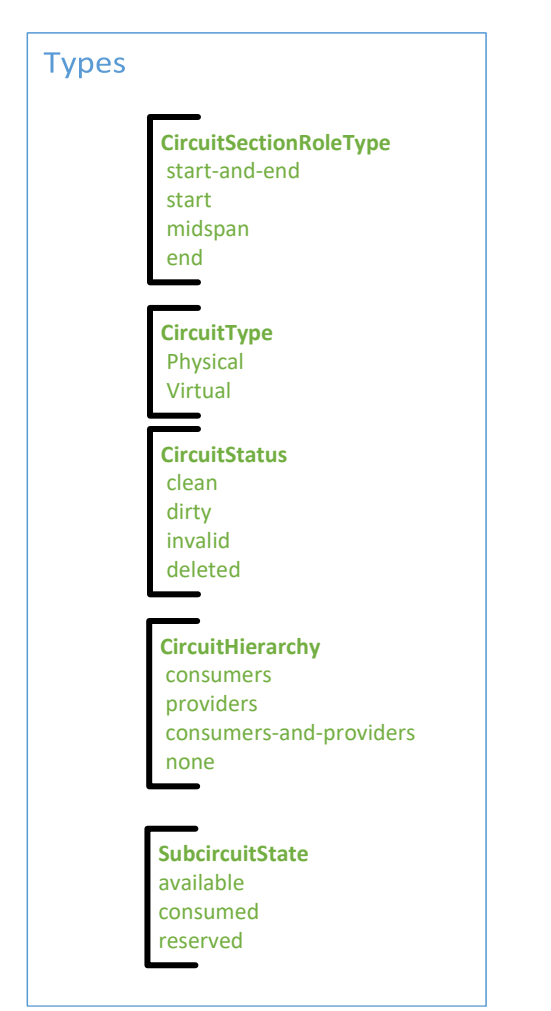 Types
CircuitSectionRoleType
start-and-end
start
midspan
end
CircuitType
Physical
Virtual
CircuitStatus
clean
dirty
invalid
deleted
CircuitHierarchy
consumers
providers
consumers-and-providers
none
SubcircuitState
available
consumed
reserved